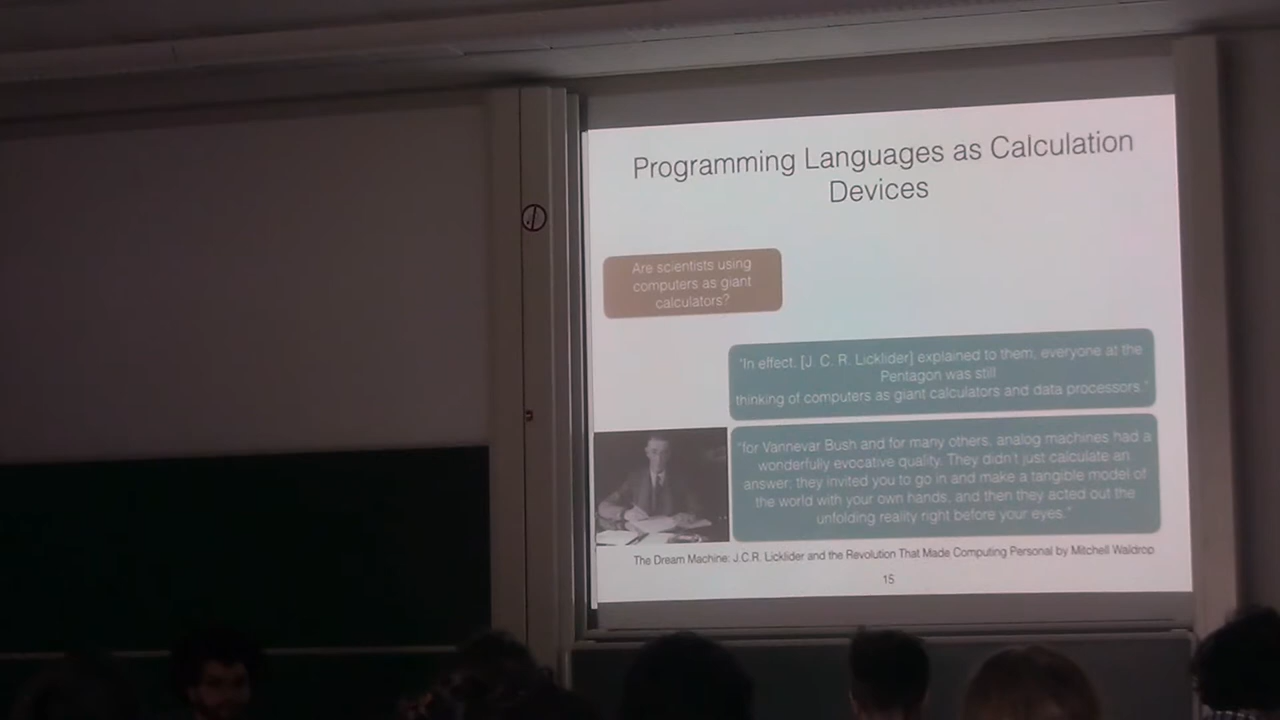 Programming Languages as Calculation
Devices
Are scientists using
computers as giant
calculators?
"In effect, [J. C. R. Licklider] explained to them, everyone at the
Pentagon was still
thinking of computers as giant calculators and data processors."
"for Vannevar Bush and for many others, analog machines had a
wonderfully evocative quality. They didn't just calculate an
answer; they invited you to go in and make a tangible model of
the world with your own hands, and then they acted out the
unfolding reality right before your eyes."
The Dream Machine: J.C.R. Licklider and the Revolution That Made Computing Personal by Mitchell Waldrop
15